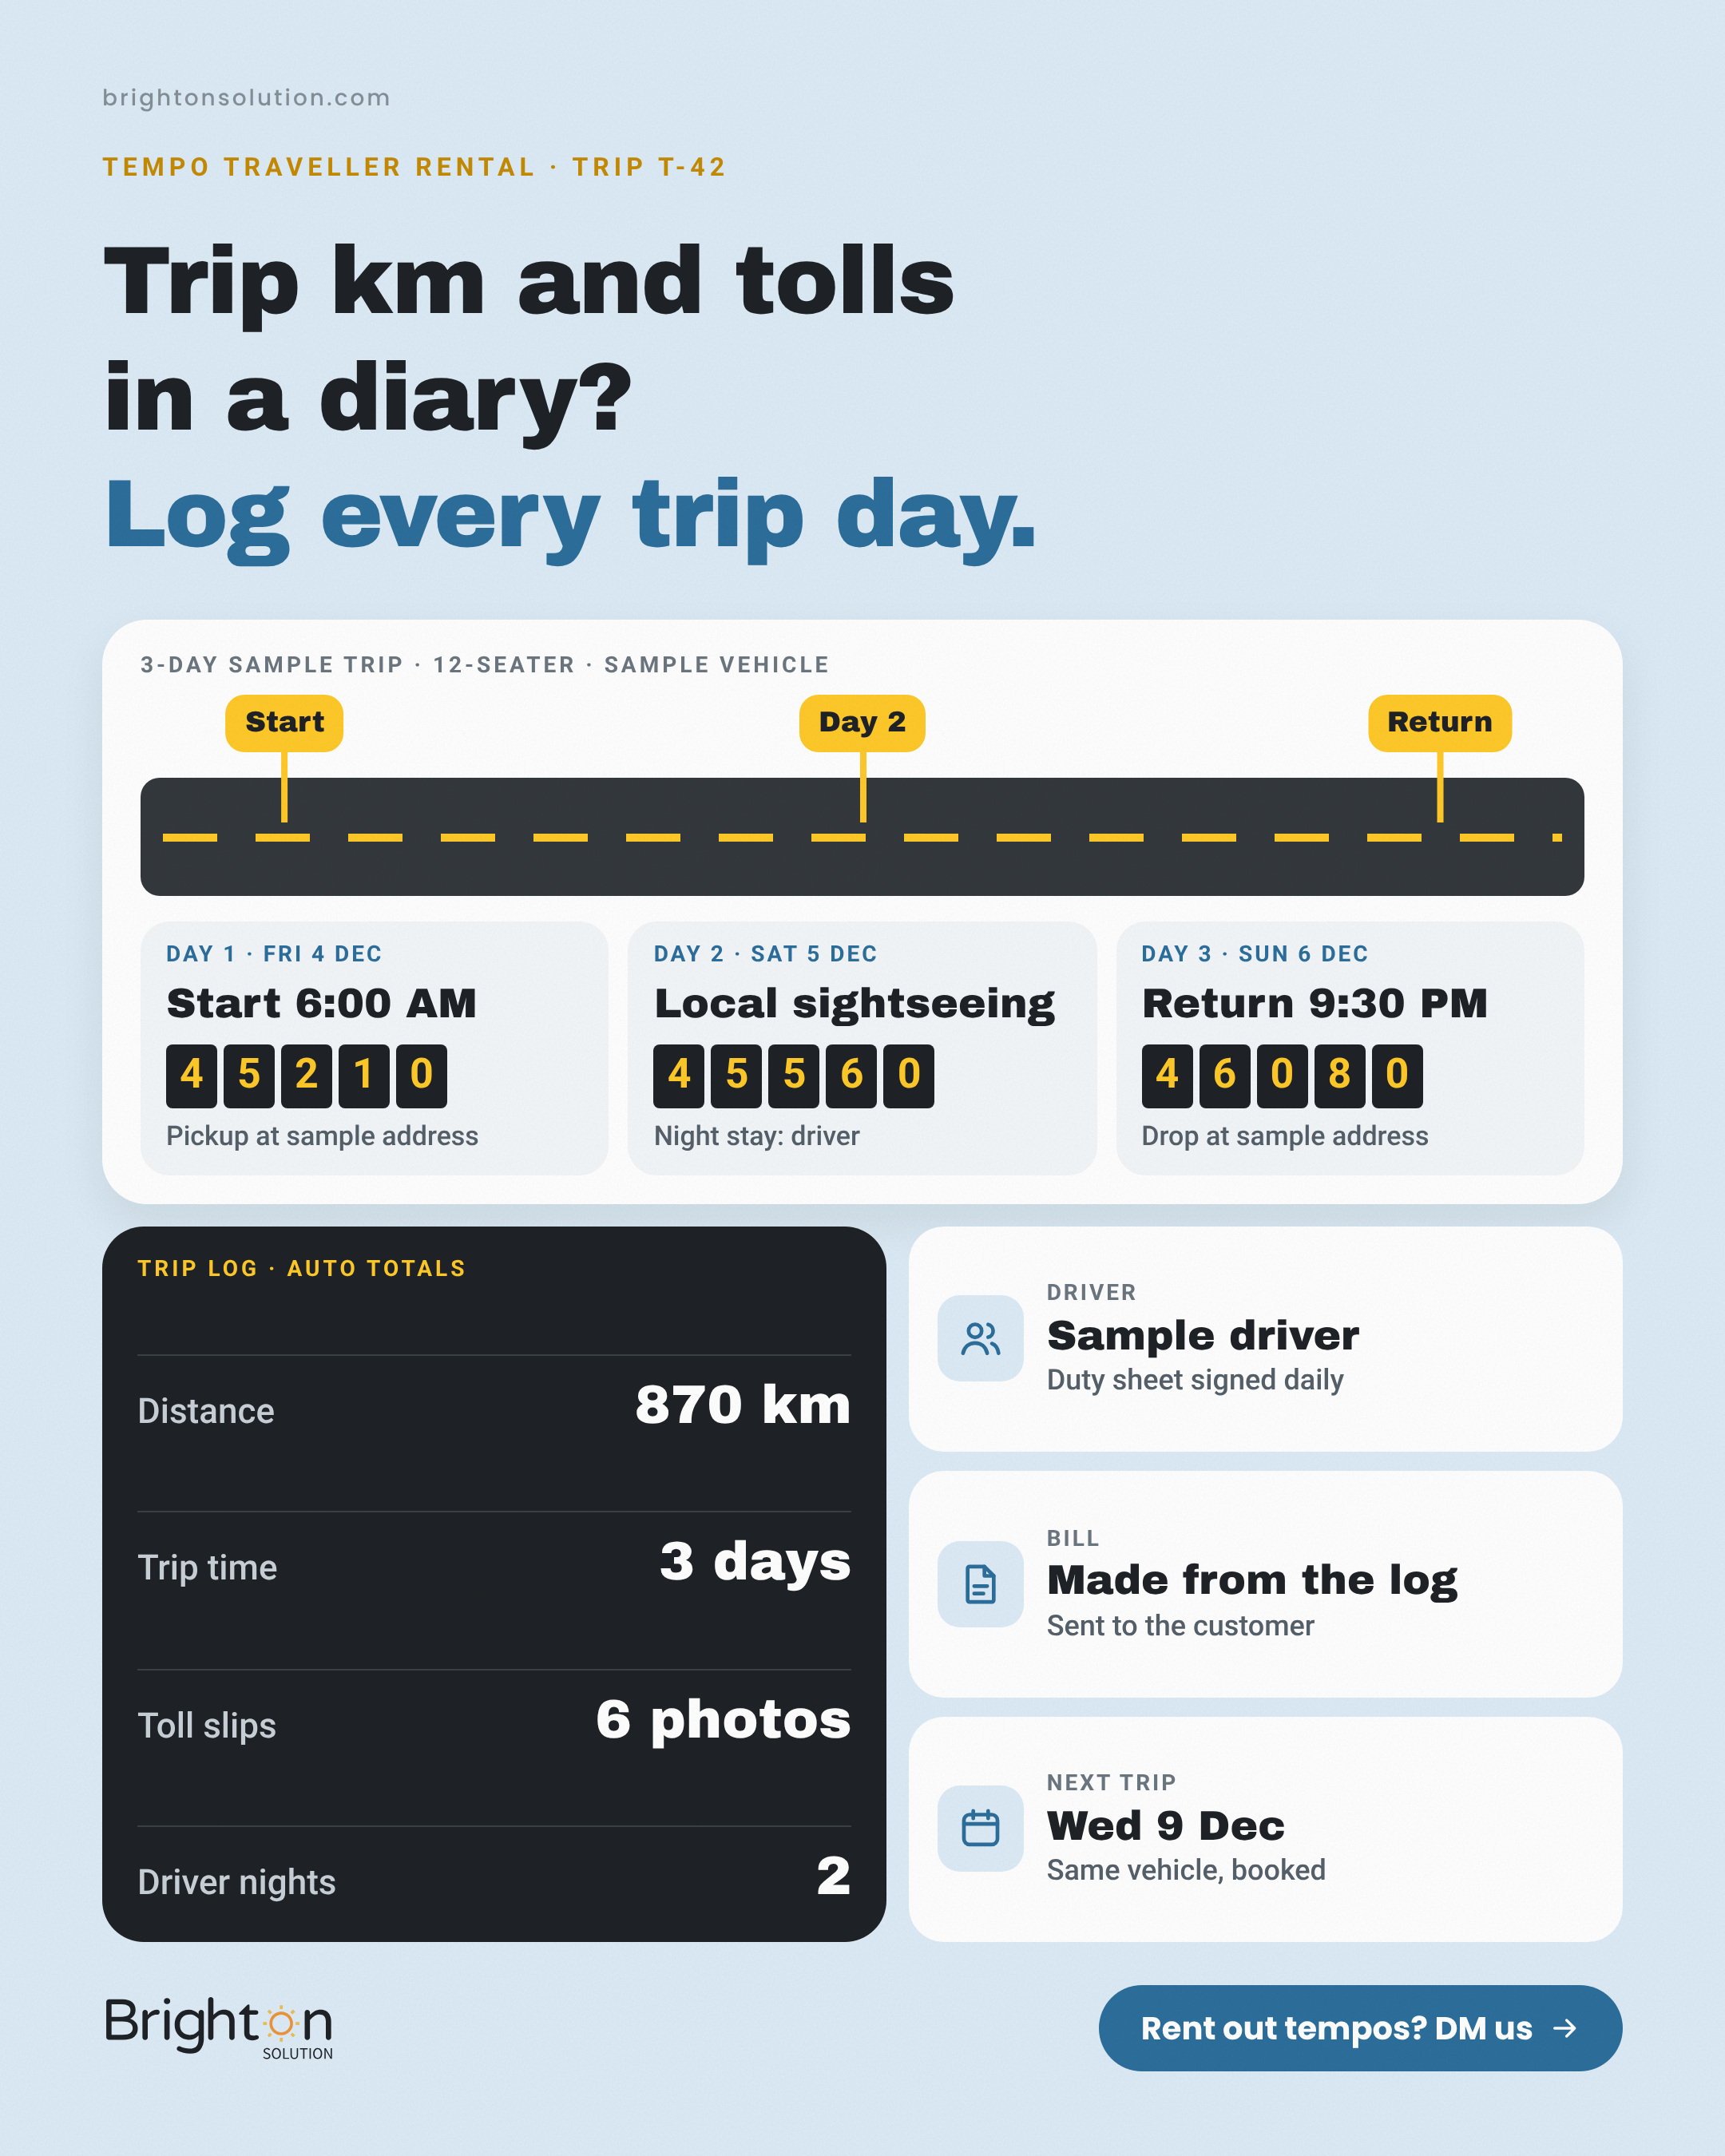 brightonsolution.com
TEMPO TRAVELLER RENTAL · TRIP T-42
Trip km and tolls
in a diary?
Log every trip day.
3-DAY SAMPLE TRIP · 12-SEATER · SAMPLE VEHICLE
Start
Day 2
Return
DAY 1 · FRI 4 DEC
Start 6:00 AM
45210
Pickup at sample address
DAY 2 · SAT 5 DEC
Local sightseeing
45560
Night stay: driver
DAY 3 · SUN 6 DEC
Return 9:30 PM
46080
Drop at sample address
TRIP LOG · AUTO TOTALS
Distance 870 km
Trip time 3 days
Toll slips 6 photos
Driver nights 2
DRIVER
Sample driver
Duty sheet signed daily
BILL
Made from the log
Sent to the customer
NEXT TRIP
Wed 9 Dec
Same vehicle, booked
Brighton
SOLUTION
Rent out tempos? DM us →